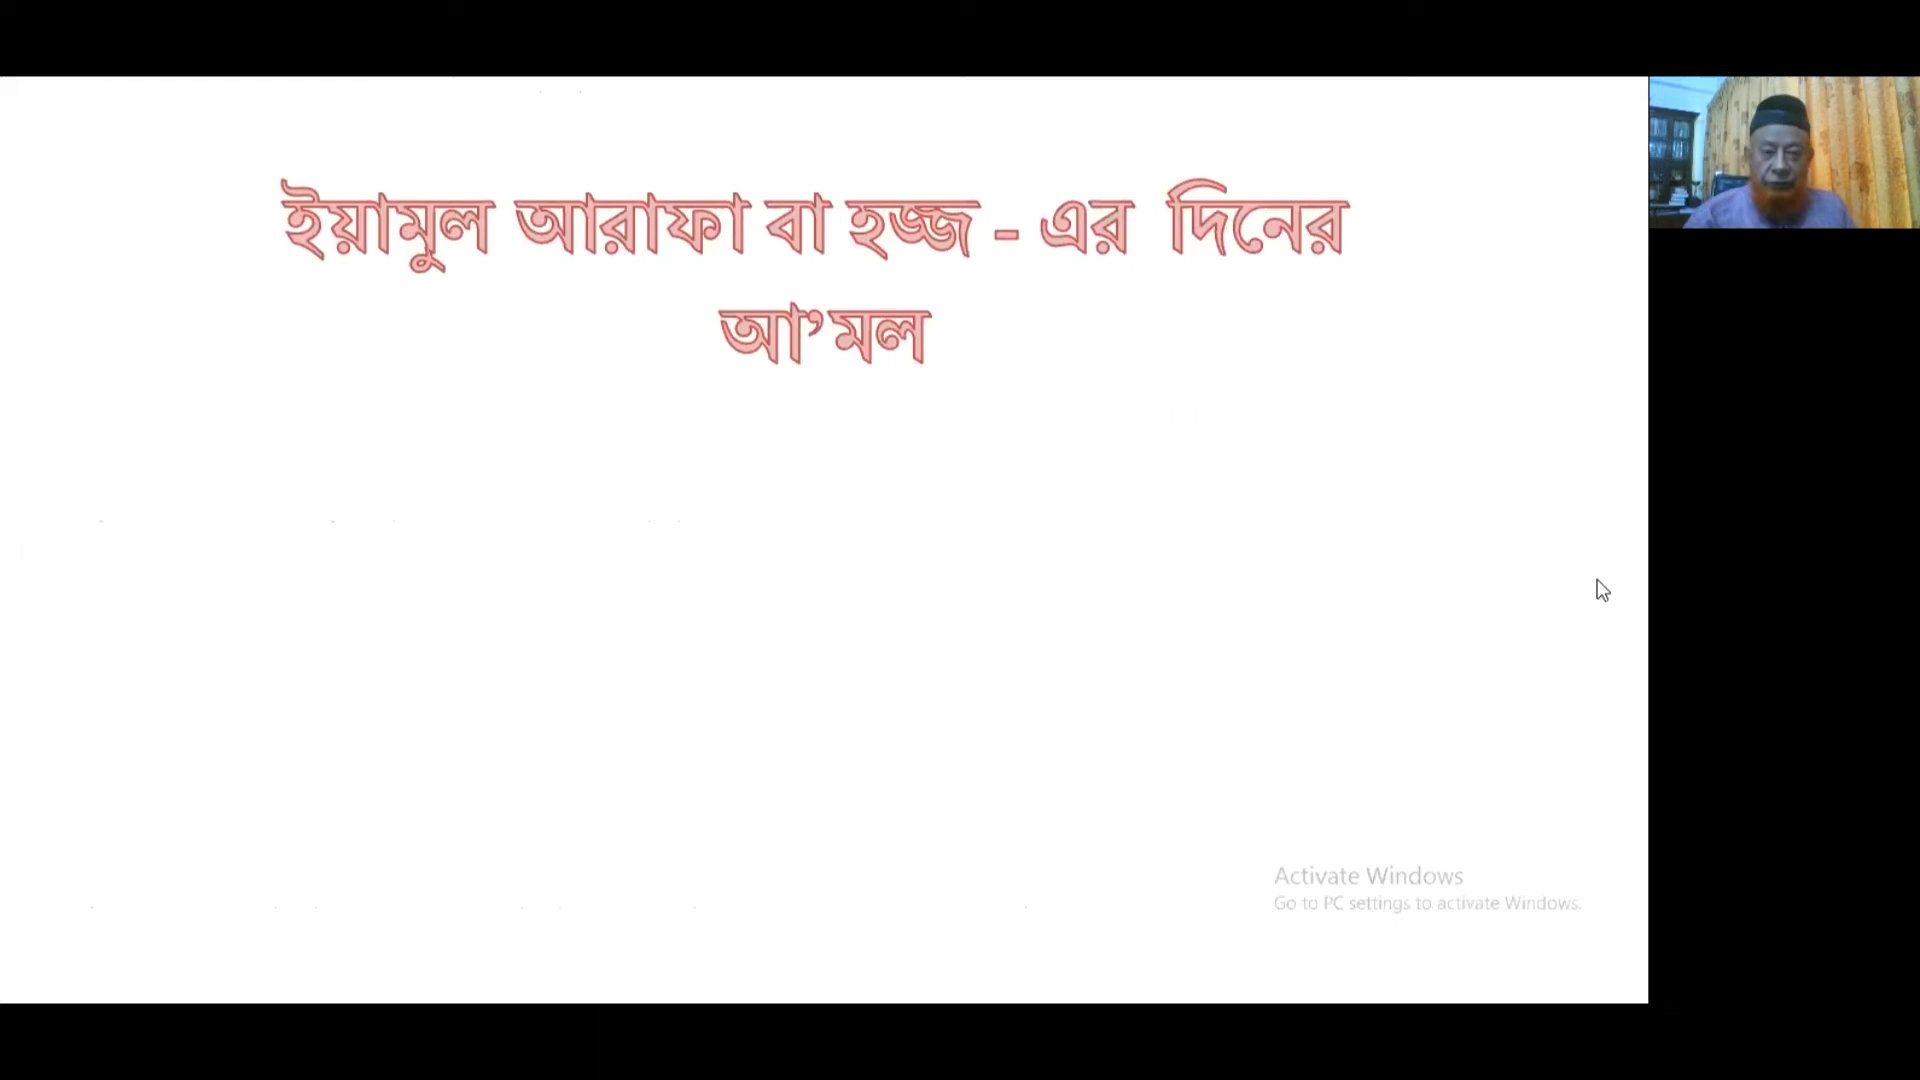 ইয়ামুল আরাফা বা হজ্জ - এর দিনের
আ’মল
Activate Windows
Go to PC settings to activate Windows.